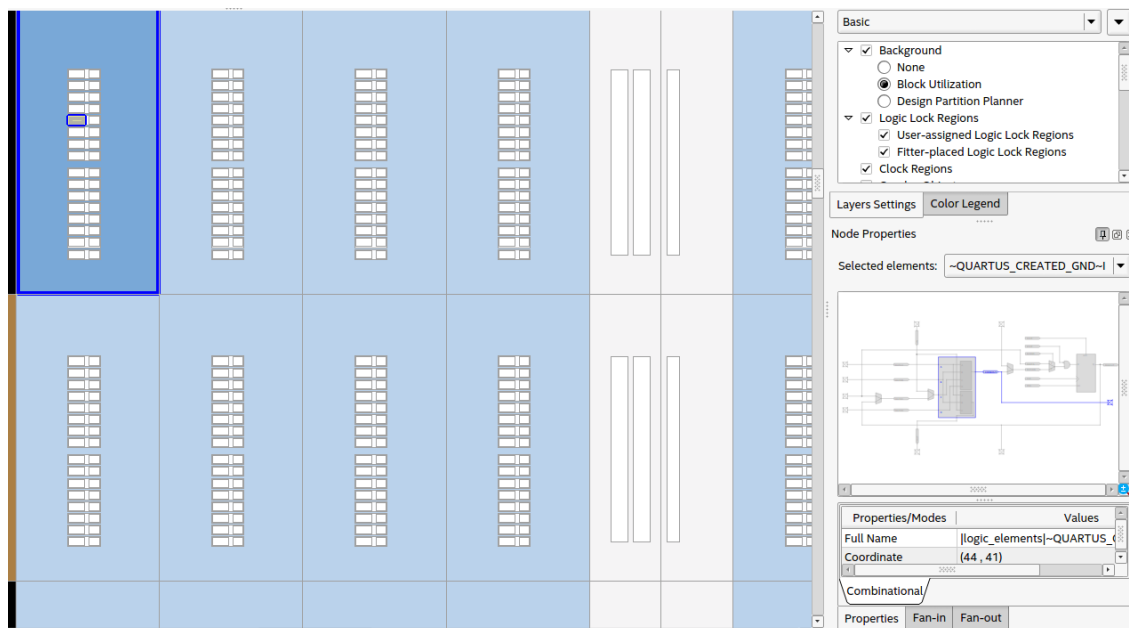 Basic
Background
None
Block Utilization
Design Partition Planner
Logic Lock Regions
User-assigned Logic Lock Regions
Fitter-placed Logic Lock Regions
Clock Regions
Layers Settings
Color Legend
Node Properties
Selected elements: ~QUARTUS_CREATED_GND~I
Properties/Modes Values
Full Name |logic_elements|~QUARTUS_
Coordinate (44 , 41)
Combinational
Properties Fan-in Fan-out